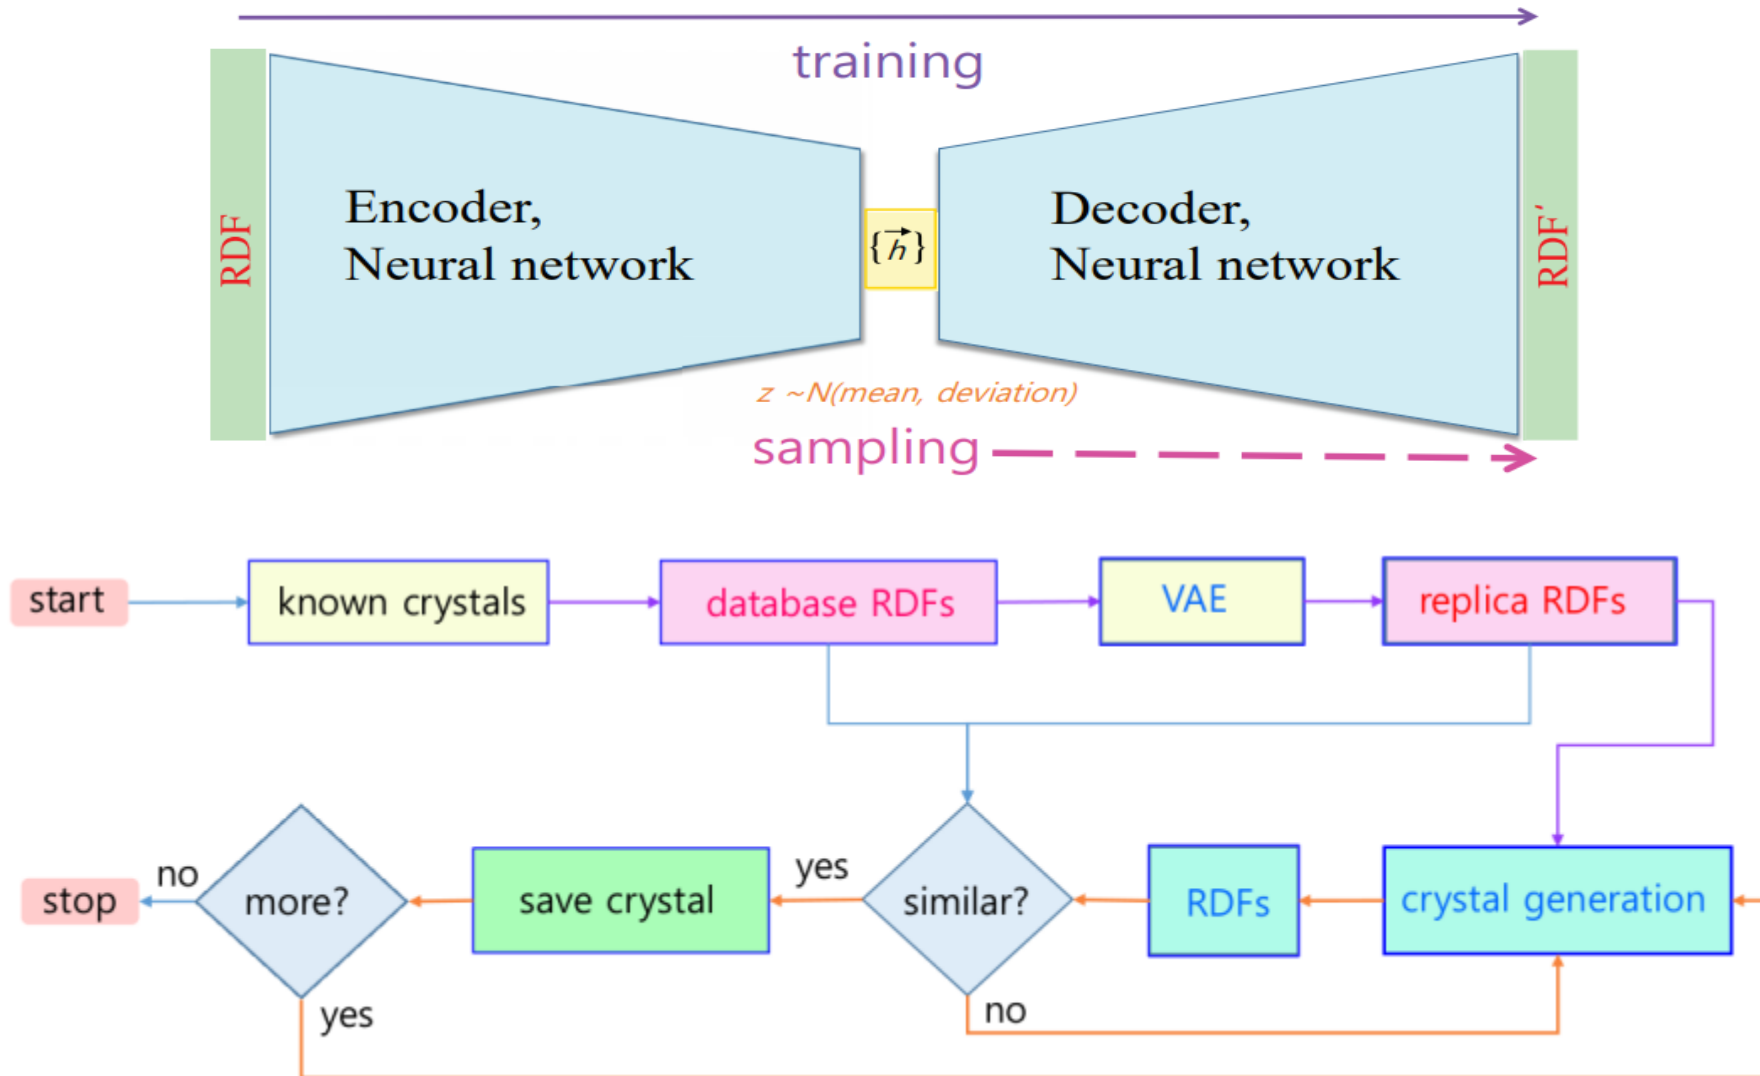 training
RDF
Encoder,
Neural network
{h⃗}
Decoder,
Neural network
RDF'
z ~N(mean, deviation)
sampling
start
known crystals
database RDFs
VAE
replica RDFs
stop
no
more?
yes
save crystal
yes
similar?
no
RDFs
crystal generation